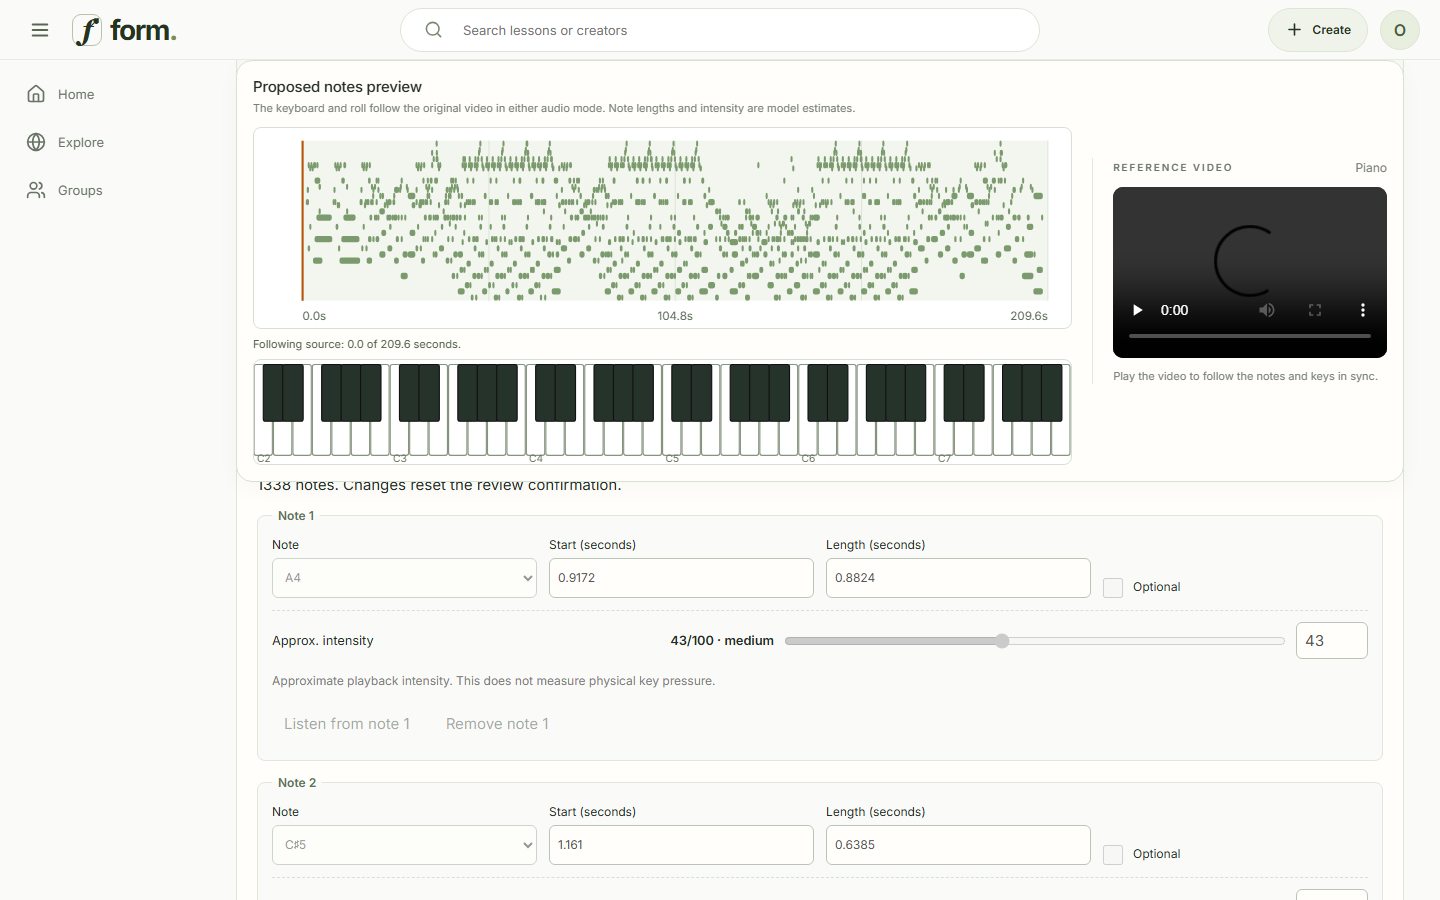 f form.
Search lessons or creators
Create
O
Home
Explore
Groups
Proposed notes preview
The keyboard and roll follow the original video in either audio mode. Note lengths and intensity are model estimates.
0.0s 104.8s 209.6s
Following source: 0.0 of 209.6 seconds.
C2 C3 C4 C5 C6 C7
REFERENCE VIDEO Piano
0:00
Play the video to follow the notes and keys in sync.
1338 notes. Changes reset the review confirmation.
Note 1
Note Start (seconds) Length (seconds)
A4 0.9172 0.8824 Optional
Approx. intensity 43/100 · medium 43
Approximate playback intensity. This does not measure physical key pressure.
Listen from note 1 Remove note 1
Note 2
Note Start (seconds) Length (seconds)
C♯5 1.161 0.6385 Optional